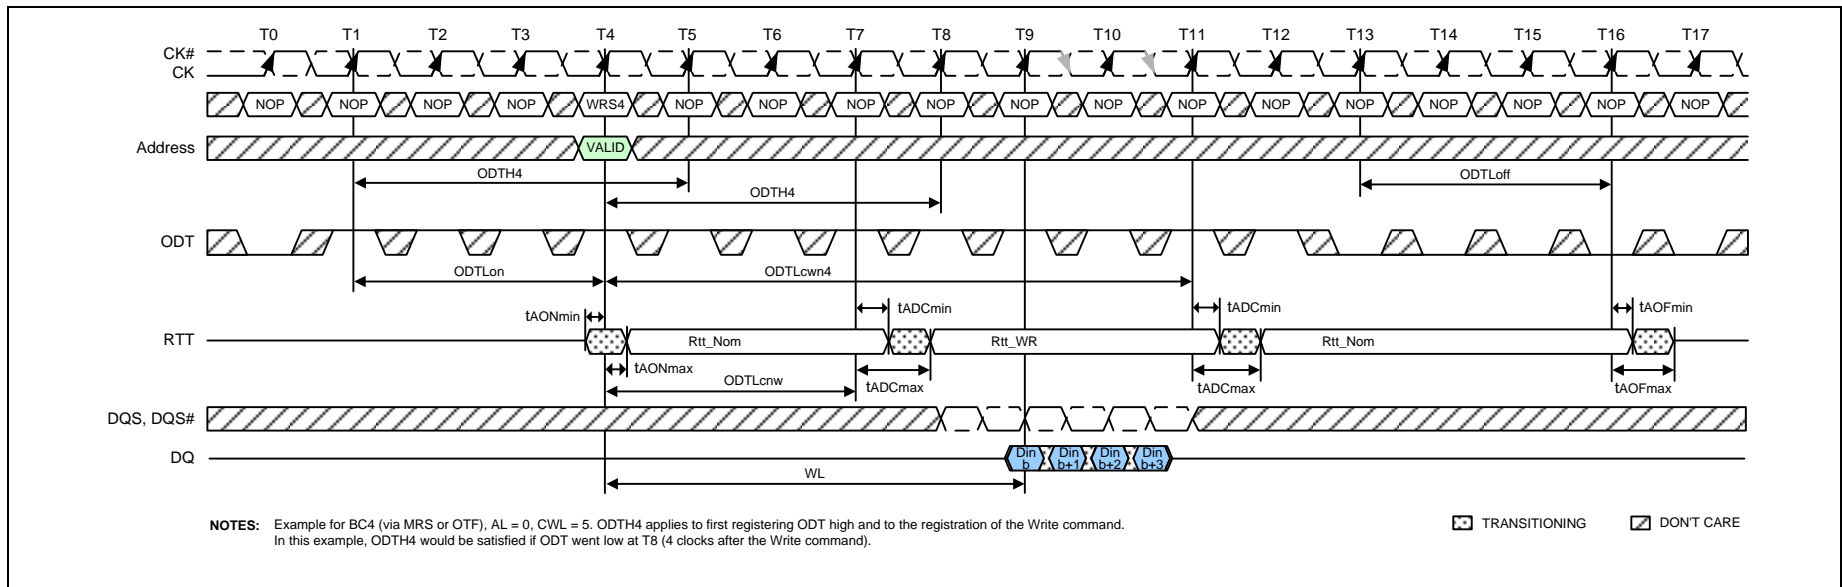 T0 T1 T2 T3 T4 T5 T6 T7 T8 T9 T10 T11 T12 T13 T14 T15 T16 T17
CK#
CK
NOP NOP NOP NOP WRS4 NOP NOP NOP NOP NOP NOP NOP NOP NOP NOP NOP NOP NOP
Address VALID
ODTH4 ODTLoff
ODTH4
ODT
ODTLon ODTLcwn4
tAONmin tADCmin tADCmin tAOFmin
RTT Rtt_Nom Rtt_WR Rtt_Nom
tAONmax ODTLcnw tADCmax tADCmax tAOFmax
DQS, DQS#
DQ Din b Din b+1 Din b+2 Din b+3
WL
NOTES: Example for BC4 (via MRS or OTF), AL = 0, CWL = 5. ODTH4 applies to first registering ODT high and to the registration of the Write command.
In this example, ODTH4 would be satisfied if ODT went low at T8 (4 clocks after the Write command).
TRANSITIONING DON'T CARE